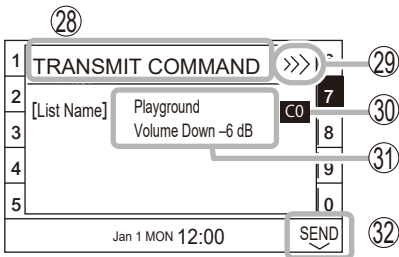 28
1 TRANSMIT COMMAND >>> 29
2 [List Name] Playground C0 7 30
3 Volume Down –6 dB 8 31
4 9
5 0
Jan 1 MON 12:00 SEND 32